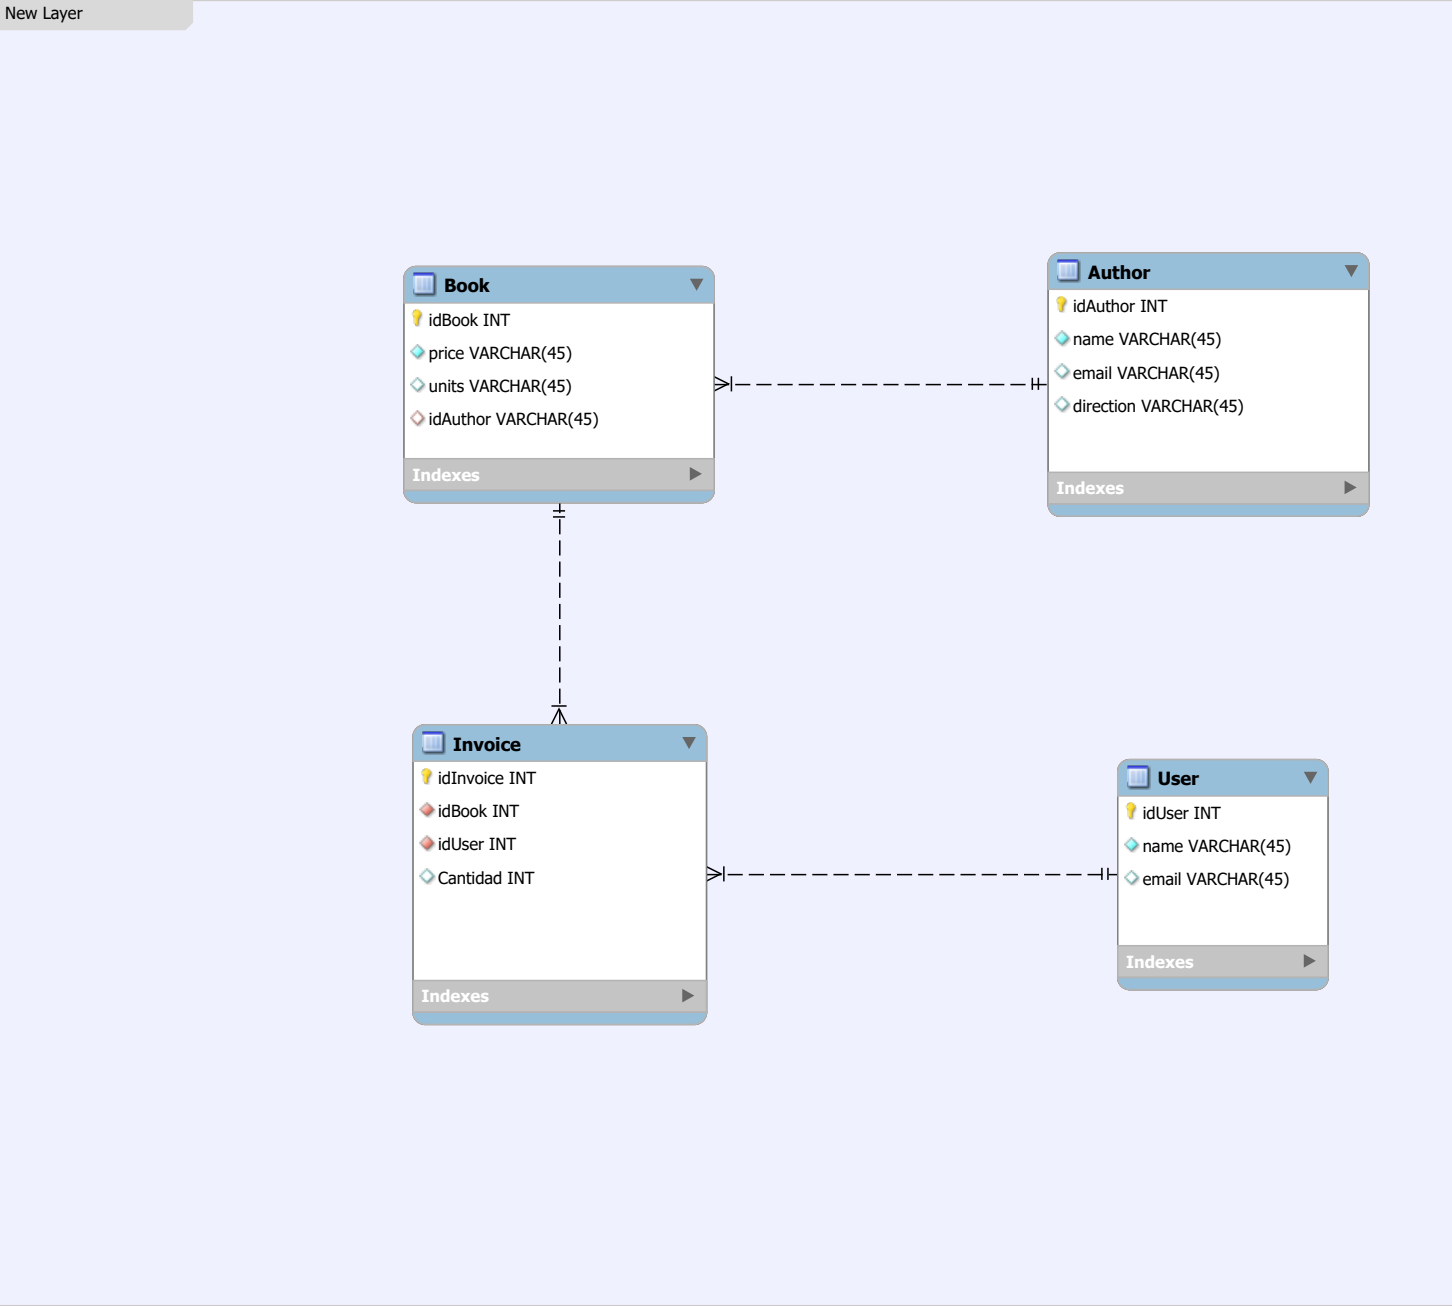 New Layer
Book
idBook INT
price VARCHAR(45)
units VARCHAR(45)
idAuthor VARCHAR(45)
Indexes
Author
idAuthor INT
name VARCHAR(45)
email VARCHAR(45)
direction VARCHAR(45)
Indexes
Invoice
idInvoice INT
idBook INT
idUser INT
Cantidad INT
Indexes
User
idUser INT
name VARCHAR(45)
email VARCHAR(45)
Indexes